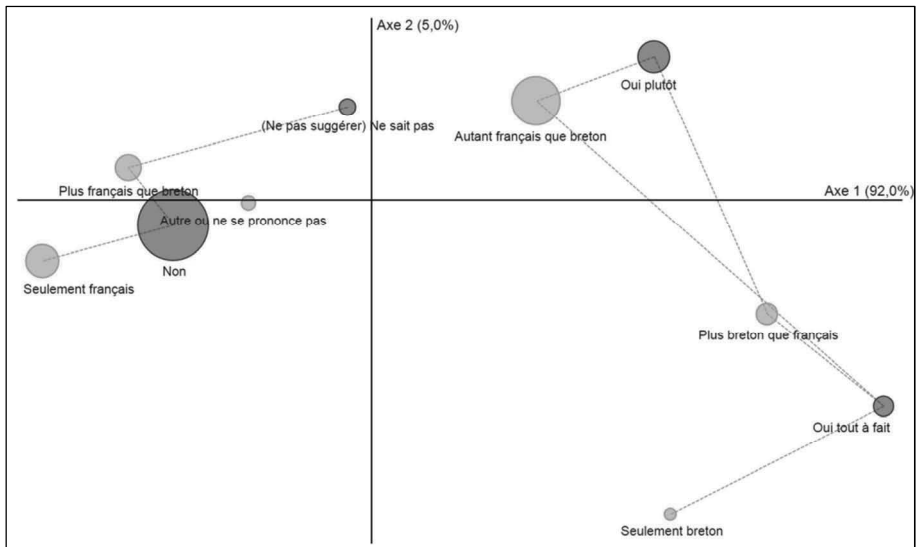 Axe 2 (5,0%)
Oui plutôt
(Ne pas suggérer) Ne sait pas
Autant français que breton
Plus français que breton
Axe 1 (92,0%)
Autre ou ne se prononce pas
Non
Seulement français
Plus breton que français
Oui tout à fait
Seulement breton